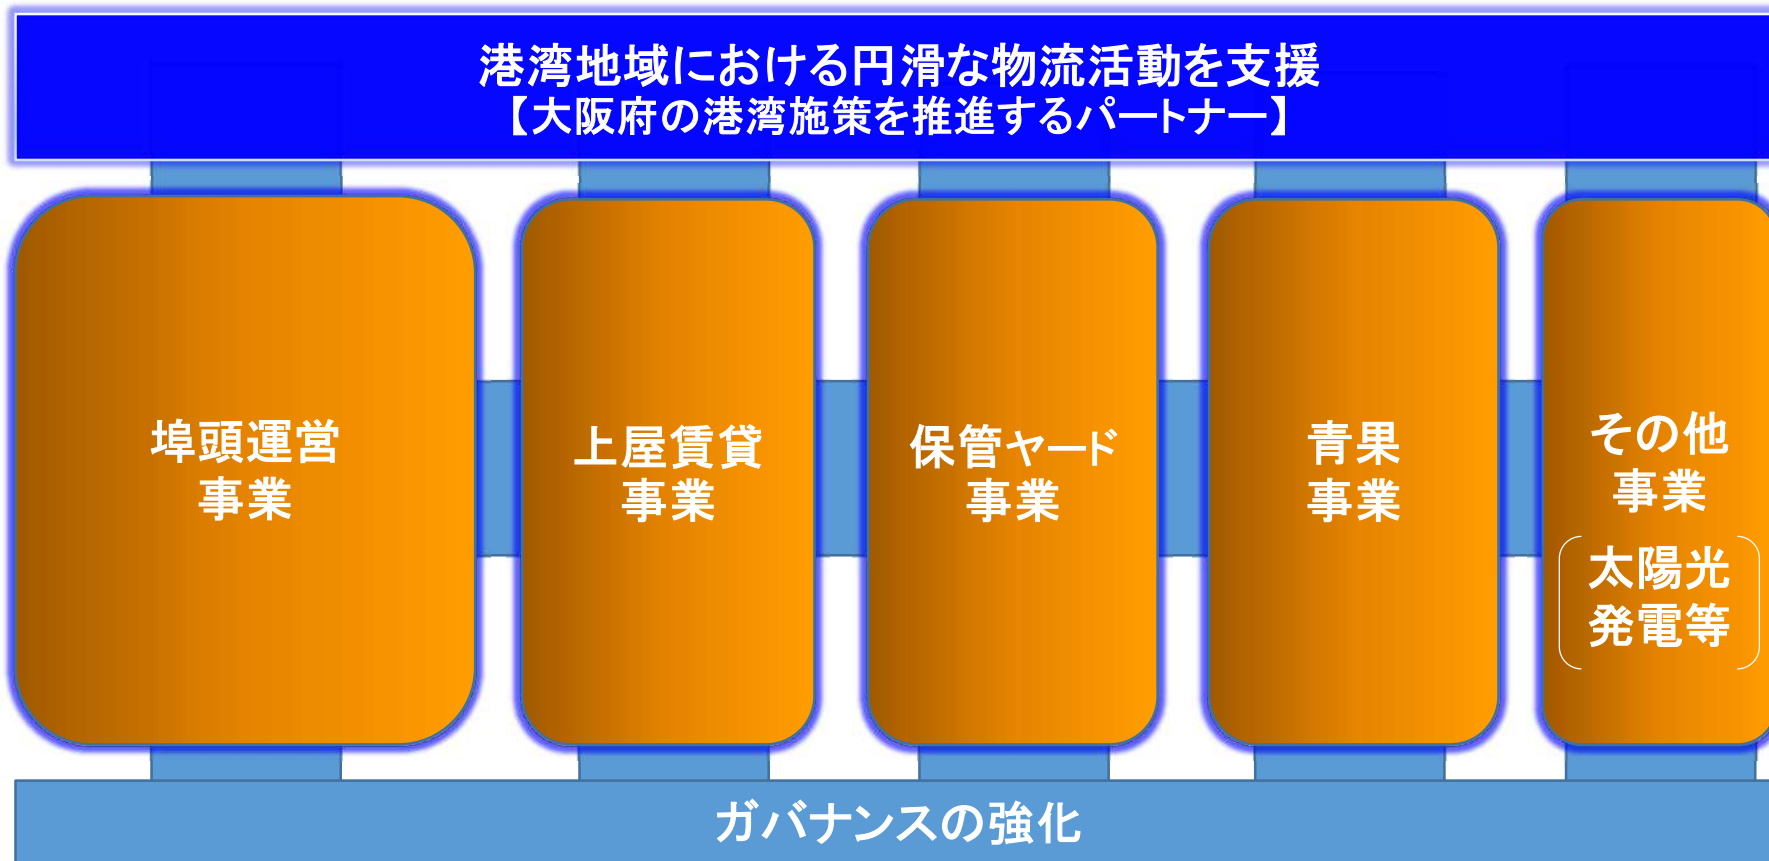 港湾地域における円滑な物流活動を支援
【大阪府の港湾施策を推進するパートナー】
埠頭運営
事業
上屋賃貸
事業
保管ヤード
事業
青果
事業
その他
事業
太陽光
発電等
ガバナンスの強化